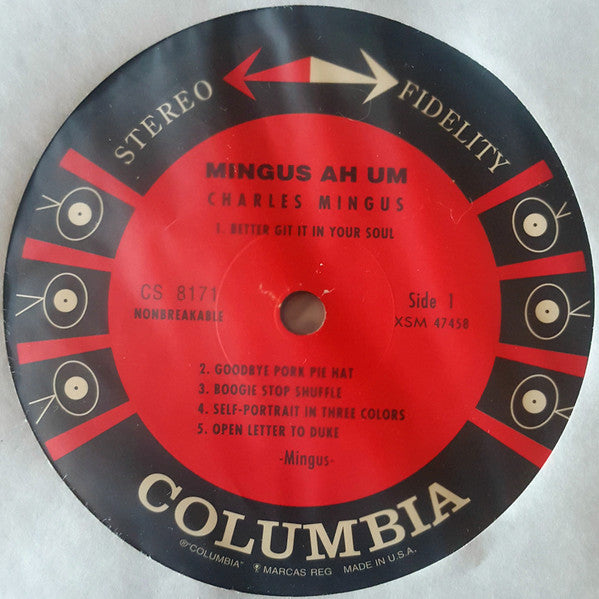 STEREO FIDELITY
MINGUS AH UM
CHARLES MINGUS
1. BETTER GIT IT IN YOUR SOUL
CS 8171
NONBREAKABLE
Side 1
XSM 47458
2. GOODBYE PORK PIE HAT
3. BOOGIE STOP SHUFFLE
4. SELF-PORTRAIT IN THREE COLORS
5. OPEN LETTER TO DUKE
-Mingus-
COLUMBIA
® "COLUMBIA" MARCAS REG. MADE IN U.S.A.